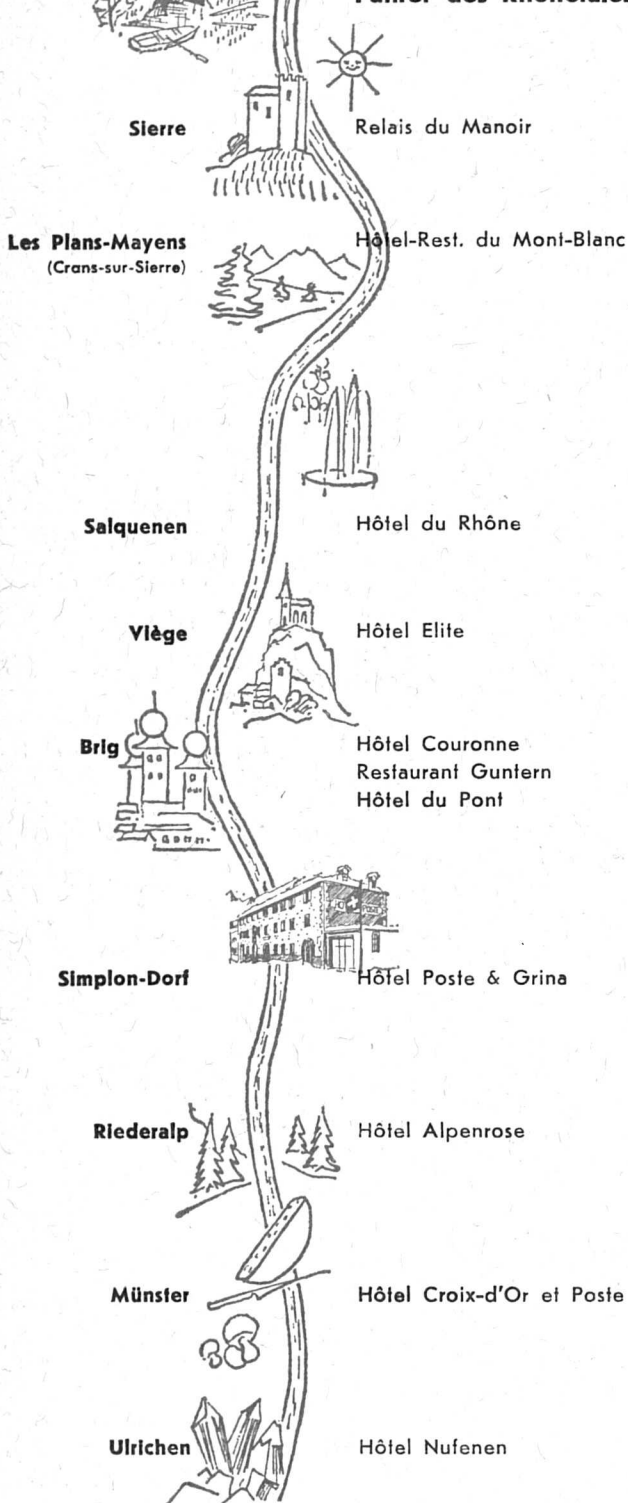 Sierre Relais du Manoir
Les Plans-Mayens Hôtel-Rest. du Mont-Blanc
(Crans-sur-Sierre)
Salquenen Hôtel du Rhône
Viège Hôtel Elite
Brig Hôtel Couronne
Restaurant Guntern
Hôtel du Pont
Simplon-Dorf Hôtel Poste & Grina
Riederalp Hôtel Alpenrose
Münster Hôtel Croix-d'Or et Poste
Ulrichen Hôtel Nufenen